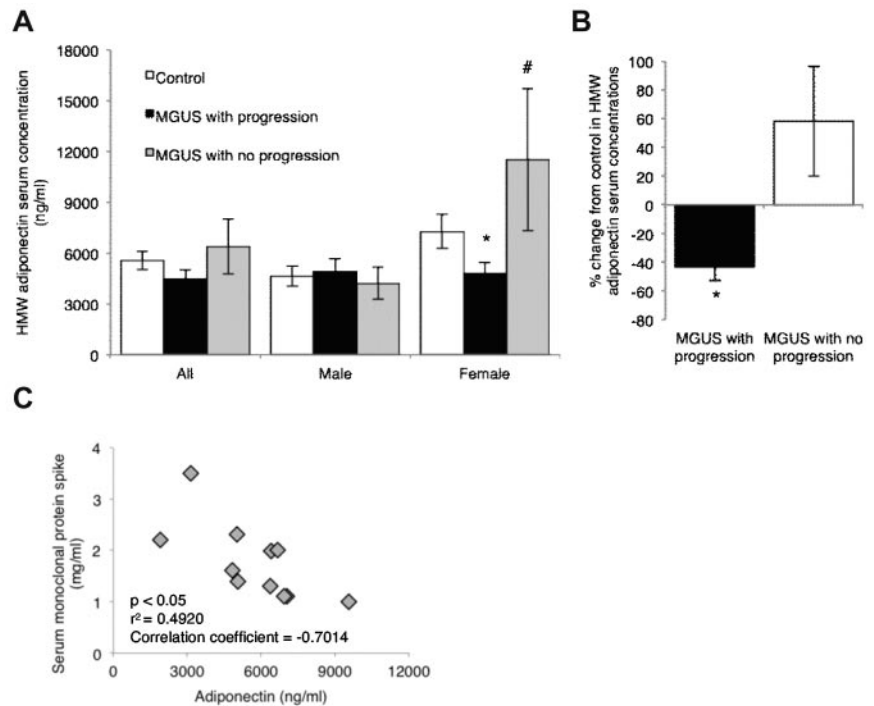 A
HMW adiponectin serum concentration
(ng/ml)
18000
15000
12000
9000
6000
3000
0
Control
MGUS with progression
MGUS with no progression
*
#
All
Male
Female
B
% change from control in HMW
adiponectin serum concentrations
100
80
60
40
20
0
-20
-40
-60
-80
*
MGUS with
progression
MGUS with no
progression
C
Serum monoclonal protein spike
(mg/ml)
4
3
2
1
0
p < 0.05
r² = 0.4920
Correlation coefficient = -0.7014
0
3000
6000
9000
12000
Adiponectin (ng/ml)